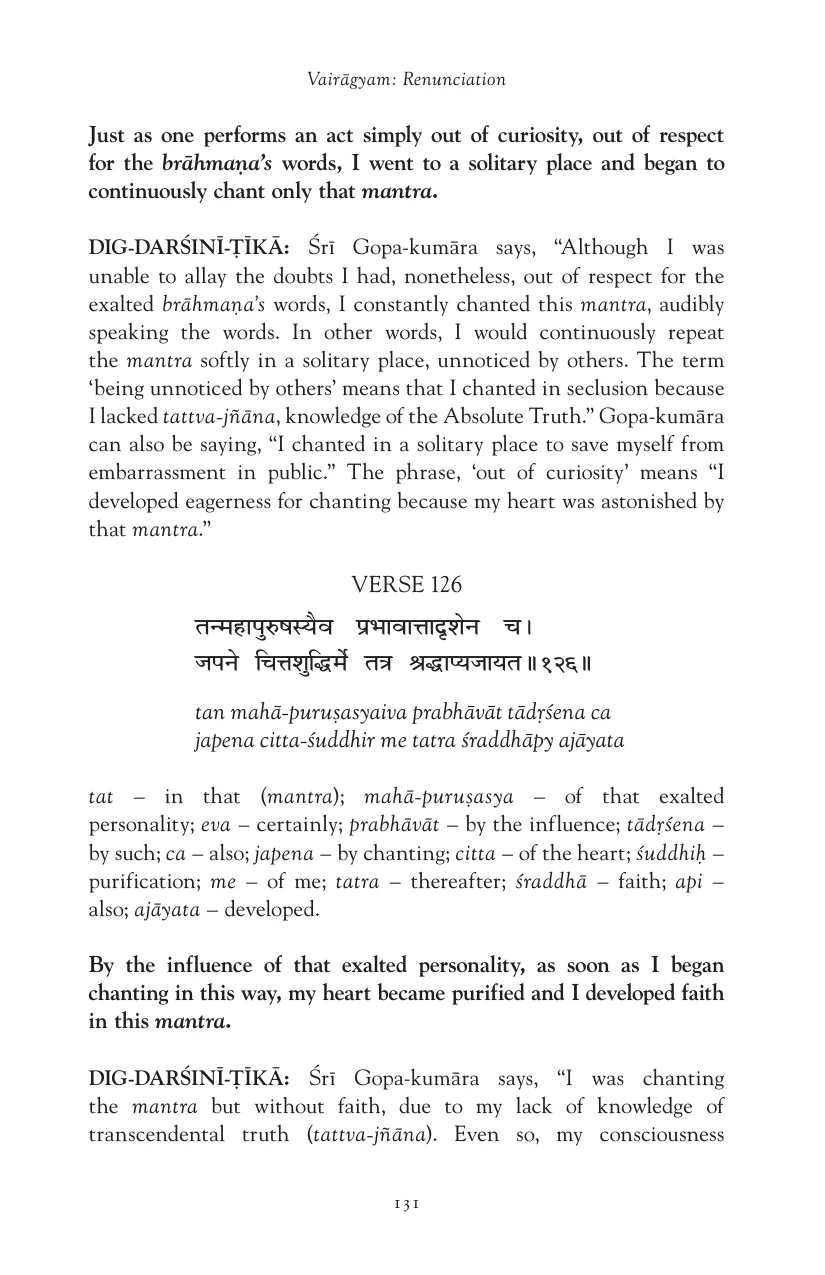 Vairāgyam: Renunciation
Just as one performs an act simply out of curiosity, out of respect
for the brāhmaṇa’s words, I went to a solitary place and began to
continuously chant only that mantra.
DIG-DARŚINĪ-ṬĪKĀ: Śrī Gopa-kumāra says, “Although I was
unable to allay the doubts I had, nonetheless, out of respect for the
exalted brāhmaṇa’s words, I constantly chanted this mantra, audibly
speaking the words. In other words, I would continuously repeat
the mantra softly in a solitary place, unnoticed by others. The term
‘being unnoticed by others’ means that I chanted in seclusion because
I lacked tattva-jñāna, knowledge of the Absolute Truth.” Gopa-kumāra
can also be saying, “I chanted in a solitary place to save myself from
embarrassment in public.” The phrase, ‘out of curiosity’ means “I
developed eagerness for chanting because my heart was astonished by
that mantra.”
VERSE 126
तन्महापुरुषस्यैव प्रभावात्तादृशेन च।
जपने चित्तशुद्धिर्मे तत्र श्रद्धाप्यजायत॥१२६॥
tan mahā-puruṣasyaiva prabhāvāt tādṛśena ca
japena citta-śuddhir me tatra śraddhāpy ajāyata
tat – in that (mantra); mahā-puruṣasya – of that exalted
personality; eva – certainly; prabhāvāt – by the influence; tādṛśena –
by such; ca – also; japena – by chanting; citta – of the heart; śuddhiḥ –
purification; me – of me; tatra – thereafter; śraddhā – faith; api –
also; ajāyata – developed.
By the influence of that exalted personality, as soon as I began
chanting in this way, my heart became purified and I developed faith
in this mantra.
DIG-DARŚINĪ-ṬĪKĀ: Śrī Gopa-kumāra says, “I was chanting
the mantra but without faith, due to my lack of knowledge of
transcendental truth (tattva-jñāna). Even so, my consciousness
131